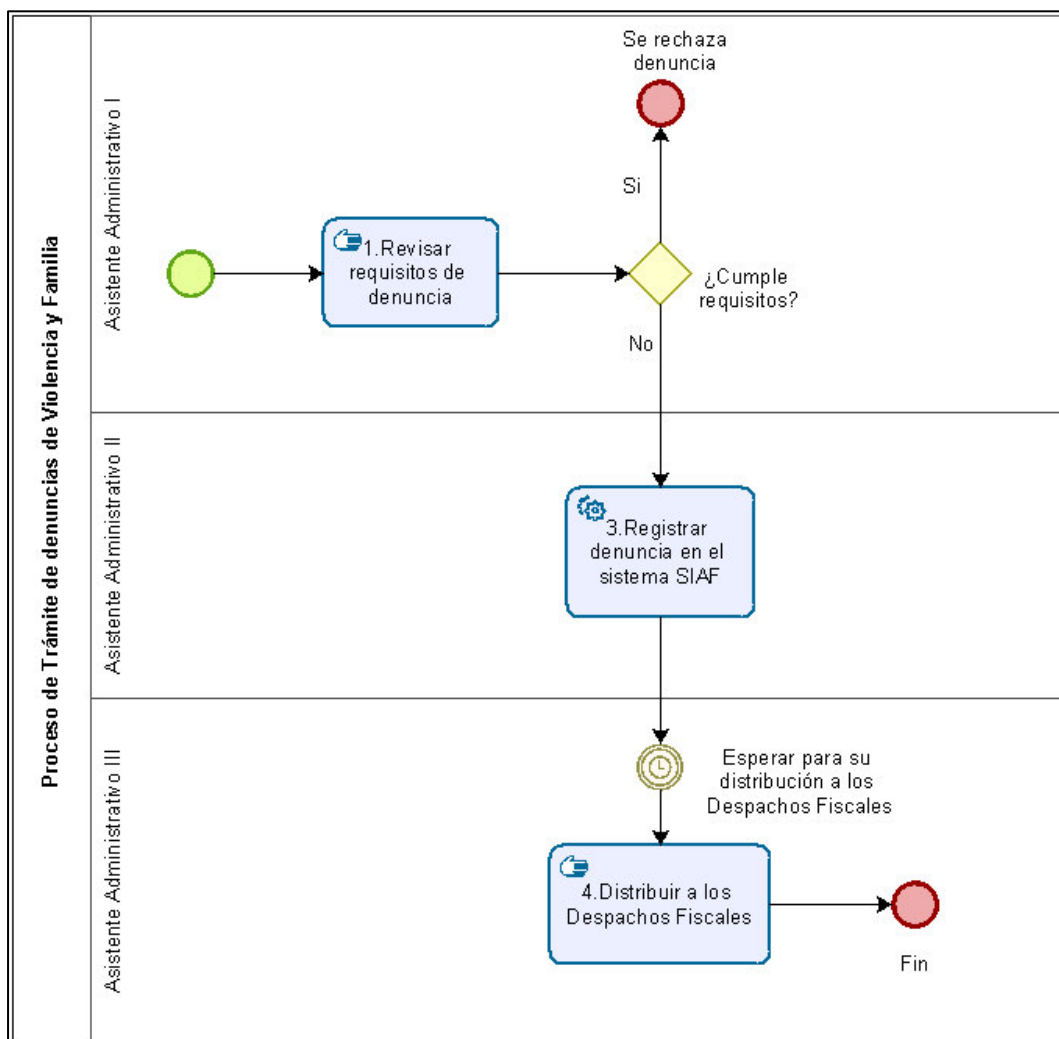 Proceso de Trámite de denuncias de Violencia y Familia
Asistente Administrativo I
Se rechaza
denuncia
Si
1.Revisar
requisitos de
denuncia
¿Cumple
requisitos?
No
Asistente Administrativo II
3.Registrar
denuncia en el
sistema SIAF
Asistente Administrativo III
Esperar para su
distribución a los
Despachos Fiscales
4.Distribuir a los
Despachos Fiscales
Fin